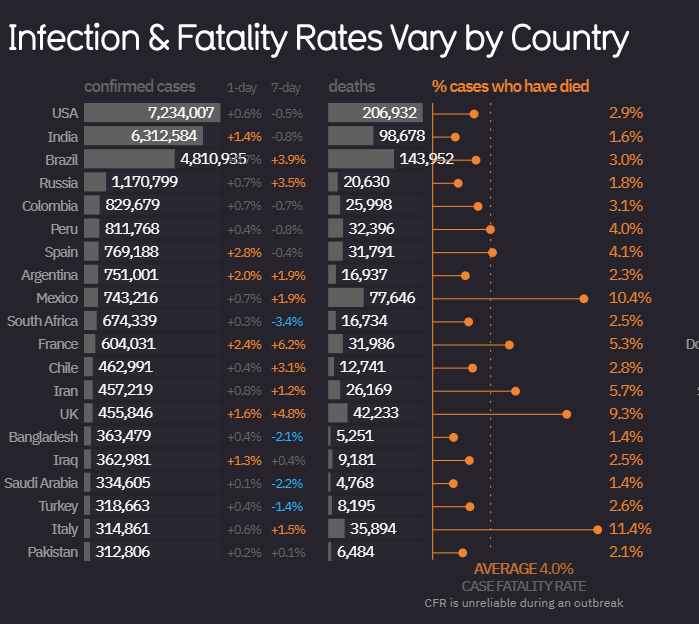 Infection & Fatality Rates Vary by Country
confirmed cases 1-day 7-day deaths % cases who have died
USA 7,234,007 +0.6% -0.5% 206,932 2.9%
India 6,312,584 +1.4% -0.8% 98,678 1.6%
Brazil 4,810,935 +3.9% 143,952 3.0%
Russia 1,170,799 +0.7% +3.5% 20,630 1.8%
Colombia 829,679 +0.7% -0.7% 25,998 3.1%
Peru 811,768 +0.4% -0.8% 32,396 4.0%
Spain 769,188 +2.8% -0.4% 31,791 4.1%
Argentina 751,001 +2.0% +1.9% 16,937 2.3%
Mexico 743,216 +0.7% +1.9% 77,646 10.4%
South Africa 674,339 +0.3% -3.4% 16,734 2.5%
France 604,031 +2.4% +6.2% 31,986 5.3%
Chile 462,991 +0.4% +3.1% 12,741 2.8%
Iran 457,219 +0.8% +1.2% 26,169 5.7%
UK 455,846 +1.6% +4.8% 42,233 9.3%
Bangladesh 363,479 +0.4% -2.1% 5,251 1.4%
Iraq 362,981 +1.3% +0.4% 9,181 2.5%
Saudi Arabia 334,605 +0.1% -2.2% 4,768 1.4%
Turkey 318,663 +0.4% -1.4% 8,195 2.6%
Italy 314,861 +0.6% +1.5% 35,894 11.4%
Pakistan 312,806 +0.2% +0.1% 6,484 2.1%
AVERAGE 4.0%
CASE FATALITY RATE
CFR is unreliable during an outbreak